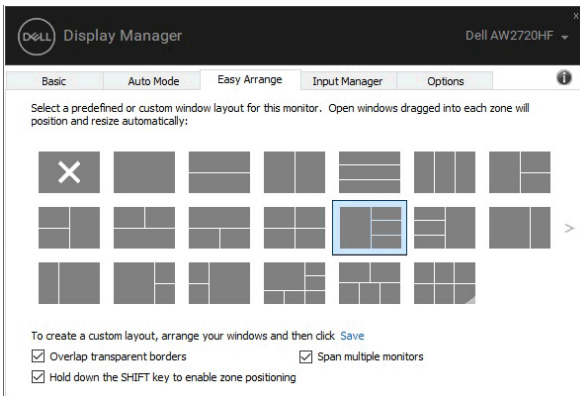 DELL Display Manager
Dell AW2720HF
Basic Auto Mode Easy Arrange Input Manager Options
Select a predefined or custom window layout for this monitor. Open windows dragged into each zone will
position and resize automatically:
To create a custom layout, arrange your windows and then click Save
Overlap transparent borders Span multiple monitors
Hold down the SHIFT key to enable zone positioning